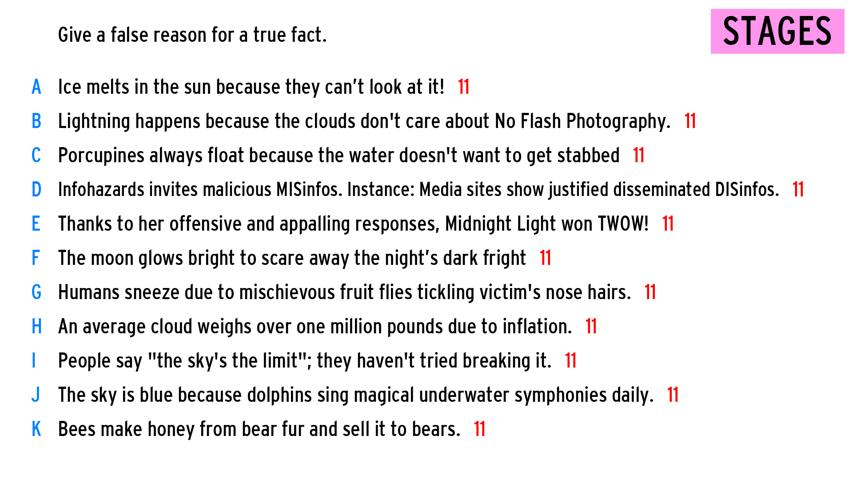 Give a false reason for a true fact.
STAGES
A Ice melts in the sun because they can't look at it! 11
B Lightning happens because the clouds don't care about No Flash Photography. 11
C Porcupines always float because the water doesn't want to get stabbed 11
D Infohazards invites malicious MISinfos. Instance: Media sites show justified disseminated DISinfos. 11
E Thanks to her offensive and appalling responses, Midnight Light won TWOW! 11
F The moon glows bright to scare away the night's dark fright 11
G Humans sneeze due to mischievous fruit flies tickling victim's nose hairs. 11
H An average cloud weighs over one million pounds due to inflation. 11
I People say "the sky's the limit"; they haven't tried breaking it. 11
J The sky is blue because dolphins sing magical underwater symphonies daily. 11
K Bees make honey from bear fur and sell it to bears. 11